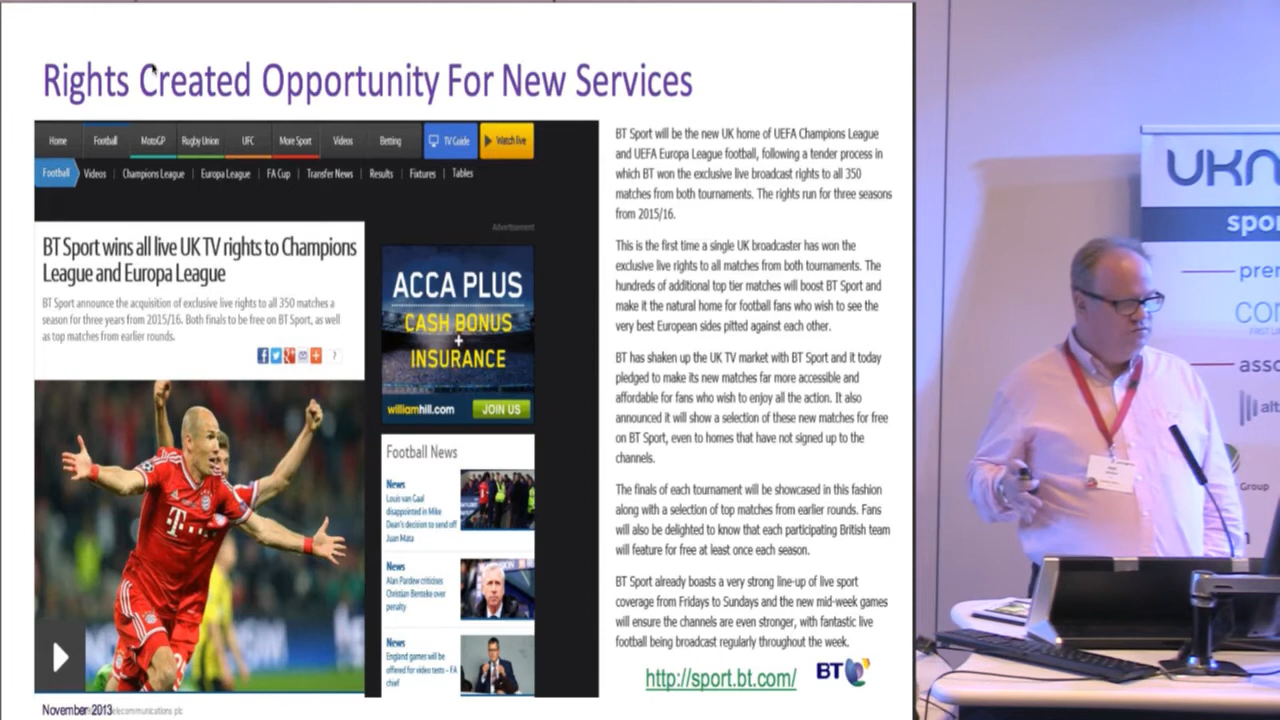 Rights Created Opportunity For New Services
Home Football MotoGP Rugby Union UFC More Sport Videos Betting TV Guide Watch live
Football Videos | Champions League | Europa League | FA Cup | Transfer News | Results | Fixtures | Tables
Advertisement
BT Sport wins all live UK TV rights to Champions
League and Europa League
BT Sport announce the acquisition of exclusive live rights to all 350 matches a
season for three years from 2015/16. Both finals to be free on BT Sport, as well
as top matches from earlier rounds.
ACCA PLUS
CASH BONUS
+
INSURANCE
williamhill.com JOIN US
Football News
News
Louis van Gaal
disappointed in Mike
Dean's decision to send off
Juan Mata
News
Alan Pardew criticises
Christian Benteke over
penalty
News
England games will be
offered for video tests – FA
chief
BT Sport will be the new UK home of UEFA Champions League
and UEFA Europa League football, following a tender process in
which BT won the exclusive live broadcast rights to all 350
matches from both tournaments. The rights run for three seasons
from 2015/16.
This is the first time a single UK broadcaster has won the
exclusive live rights to all matches from both tournaments. The
hundreds of additional top tier matches will boost BT Sport and
make it the natural home for football fans who wish to see the
very best European sides pitted against each other.
BT has shaken up the UK TV market with BT Sport and it today
pledged to make its new matches far more accessible and
affordable for fans who wish to enjoy all the action. It also
announced it will show a selection of these new matches for free
on BT Sport, even to homes that have not signed up to the
channels.
The finals of each tournament will be showcased in this fashion
along with a selection of top matches from earlier rounds. Fans
will also be delighted to know that each participating British team
will feature for free at least once each season.
BT Sport already boasts a very strong line-up of live sport
coverage from Fridays to Sundays and the new mid-week games
will ensure the channels are even stronger, with fantastic live
football being broadcast regularly throughout the week.
http://sport.bt.com/ BT
November 2013 elecommunications plc
UKN
spo
prem
CO
asso
alt
Group